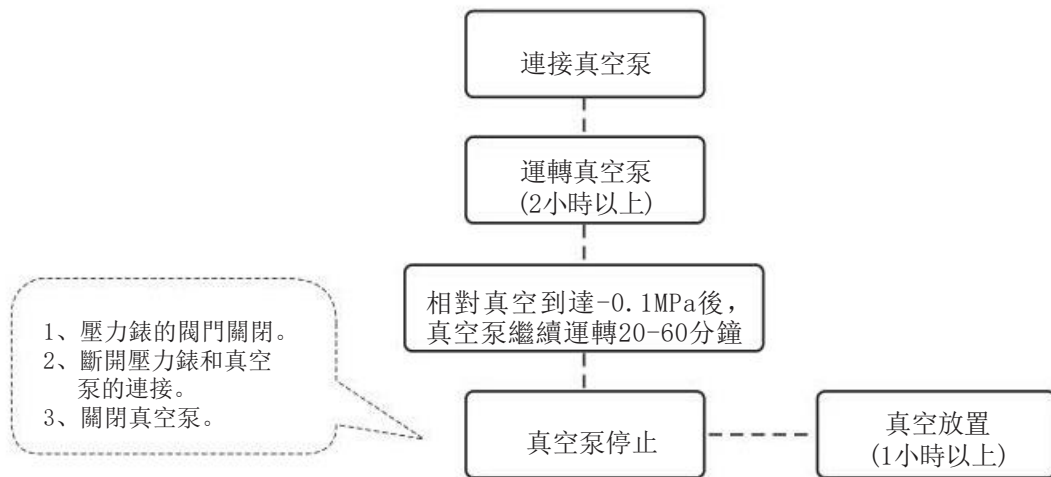 連接真空泵
運轉真空泵
(2小時以上)
相對真空到達-0.1MPa後，
真空泵繼續運轉20-60分鐘
1、壓力錶的閥門關閉。
2、斷開壓力錶和真空
泵的連接。
3、關閉真空泵。
真空泵停止
真空放置
(1小時以上)